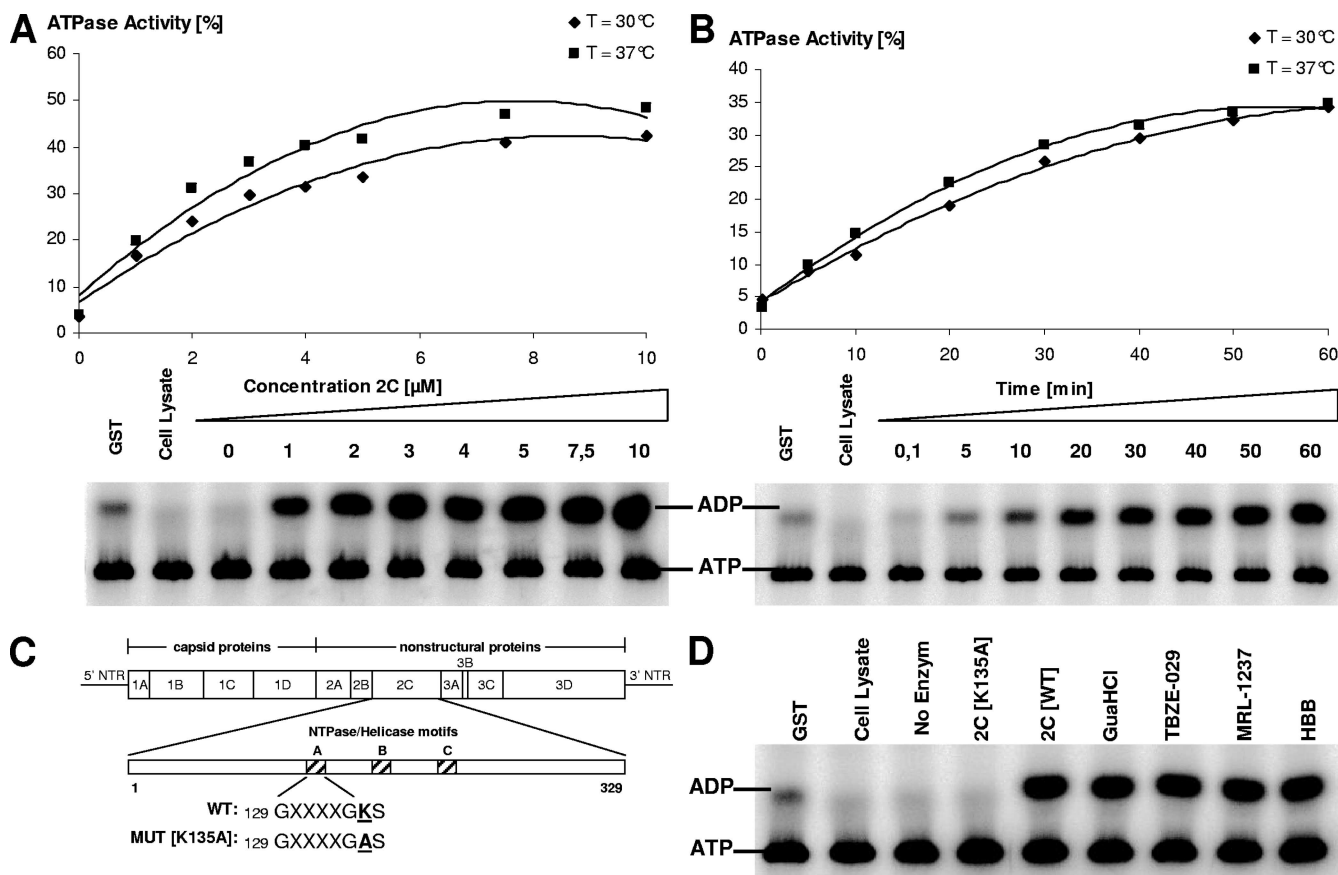 A
ATPase Activity [%]
T = 30°C
T = 37°C
60
50
40
30
20
10
0
0 2 4 6 8 10
Concentration 2C [µM]
GST Cell Lysate 0 1 2 3 4 5 7,5 10
ADP
ATP
B
ATPase Activity [%]
T = 30°C
T = 37°C
40
35
30
25
20
15
10
5
0
0 10 20 30 40 50 60
Time [min]
GST Cell Lysate 0,1 5 10 20 30 40 50 60
C
capsid proteins nonstructural proteins
5' NTR 1A 1B 1C 1D 2A 2B 2C 3A 3B 3C 3D 3' NTR
NTPase/Helicase motifs
A B C
1 329
WT: 129 GXXXXGKS
MUT [K135A]: 129 GXXXXGAS
D
GST Cell Lysate No Enzym 2C [K135A] 2C [WT] GuaHCl TBZE-029 MRL-1237 HBB
ADP
ATP